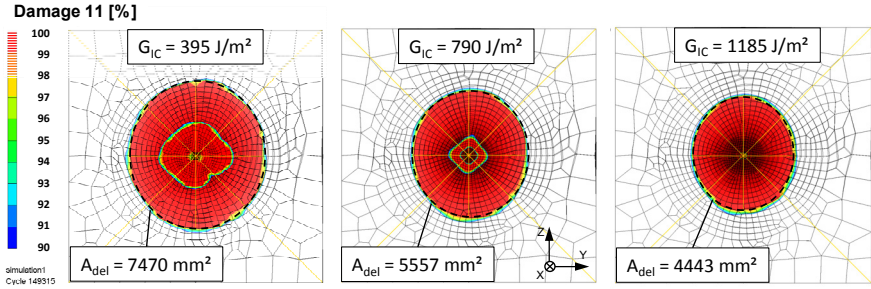 Damage 11 [%]
100
99
98
97
96
95
94
93
92
91
90
simulation1
Cycle 149315
G_IC = 395 J/m²
A_del = 7470 mm²
G_IC = 790 J/m²
A_del = 5557 mm²
Z
Y
X
G_IC = 1185 J/m²
A_del = 4443 mm²